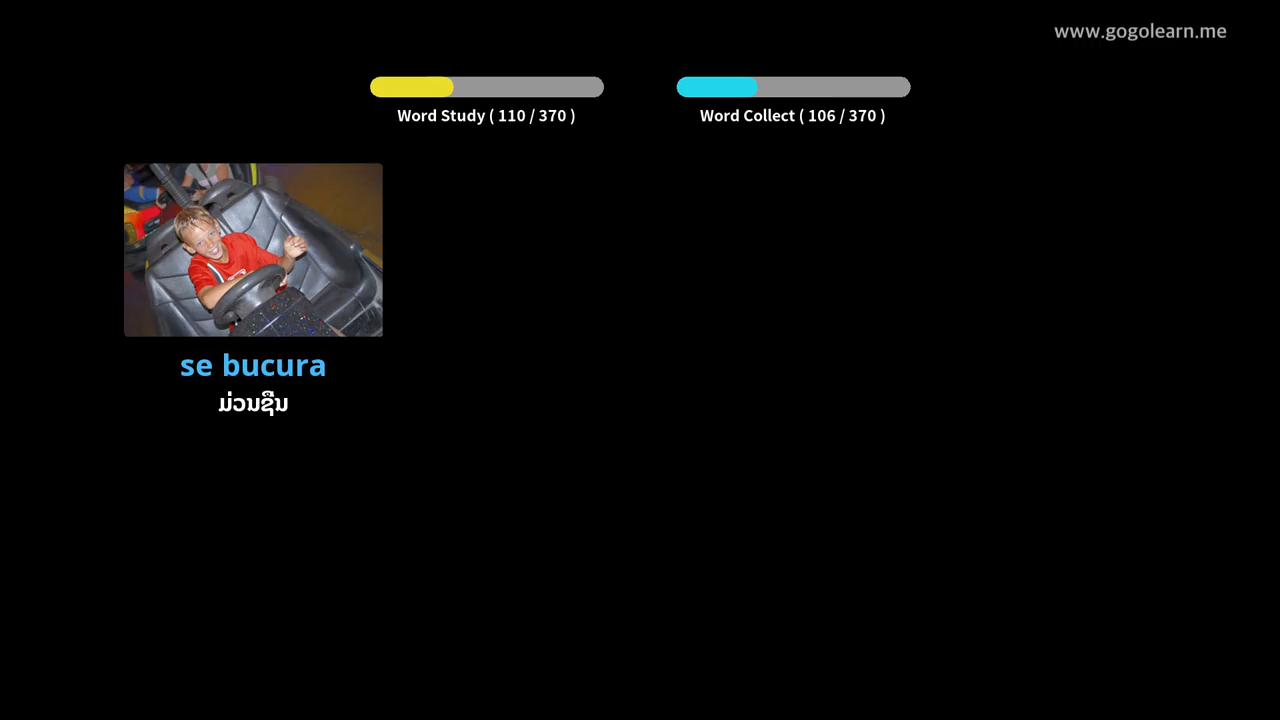 www.gogolearn.me
Word Study ( 110 / 370 )
Word Collect ( 106 / 370 )
se bucura
ມ່ວນຊືນ